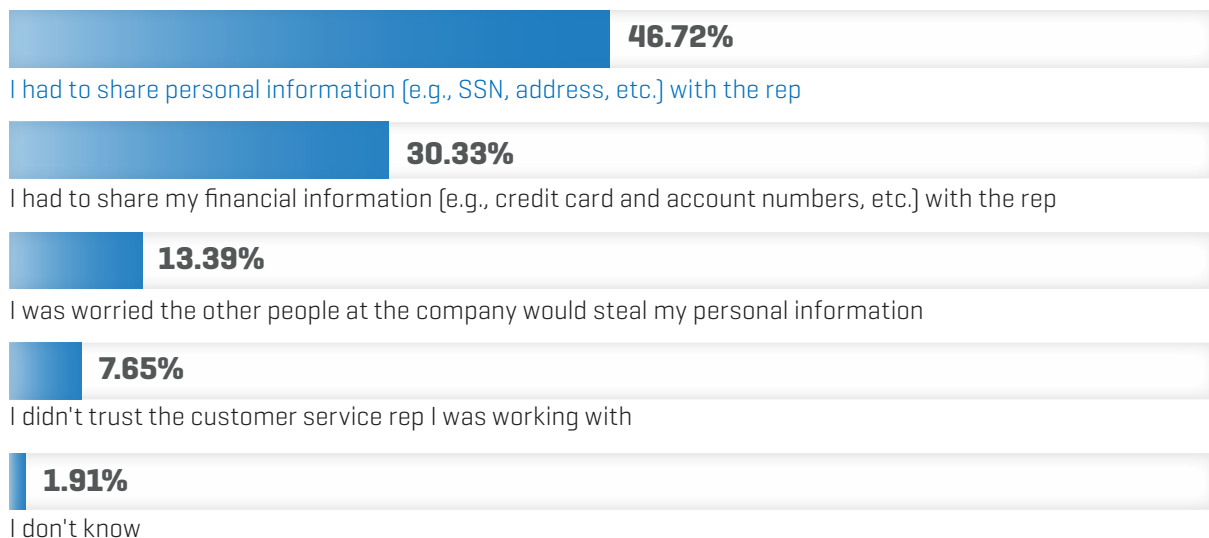 46.72%
I had to share personal information (e.g., SSN, address, etc.) with the rep
30.33%
I had to share my financial information (e.g., credit card and account numbers, etc.) with the rep
13.39%
I was worried the other people at the company would steal my personal information
7.65%
I didn't trust the customer service rep I was working with
1.91%
I don't know